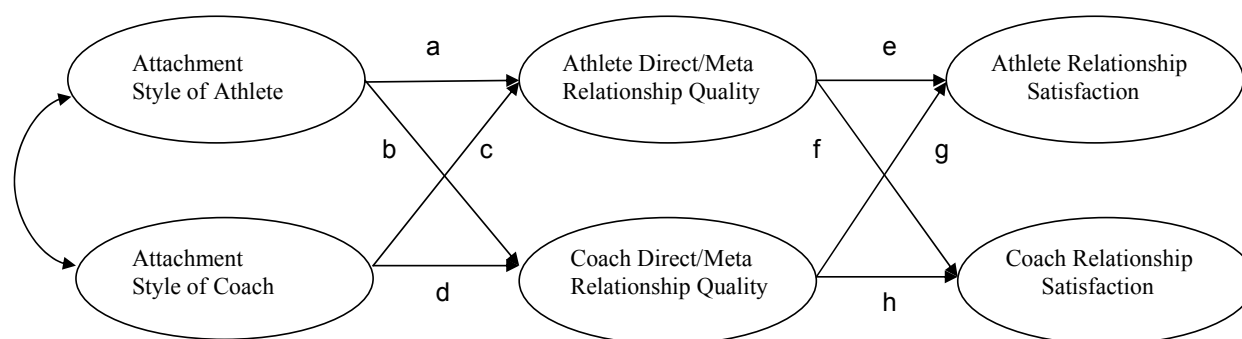 Attachment
Style of Athlete
a
Athlete Direct/Meta
Relationship Quality
e
Athlete Relationship
Satisfaction
b
c
f
g
Attachment
Style of Coach
d
Coach Direct/Meta
Relationship Quality
h
Coach Relationship
Satisfaction